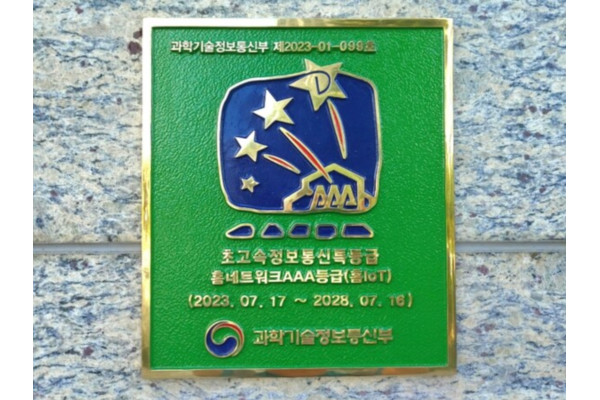 과학기술정보통신부 제2023-01-099호
D
AAA
초고속정보통신특등급
홈네트워크AAA등급(홈IoT)
(2023. 07. 17 ~ 2028. 07. 16)
과학기술정보통신부